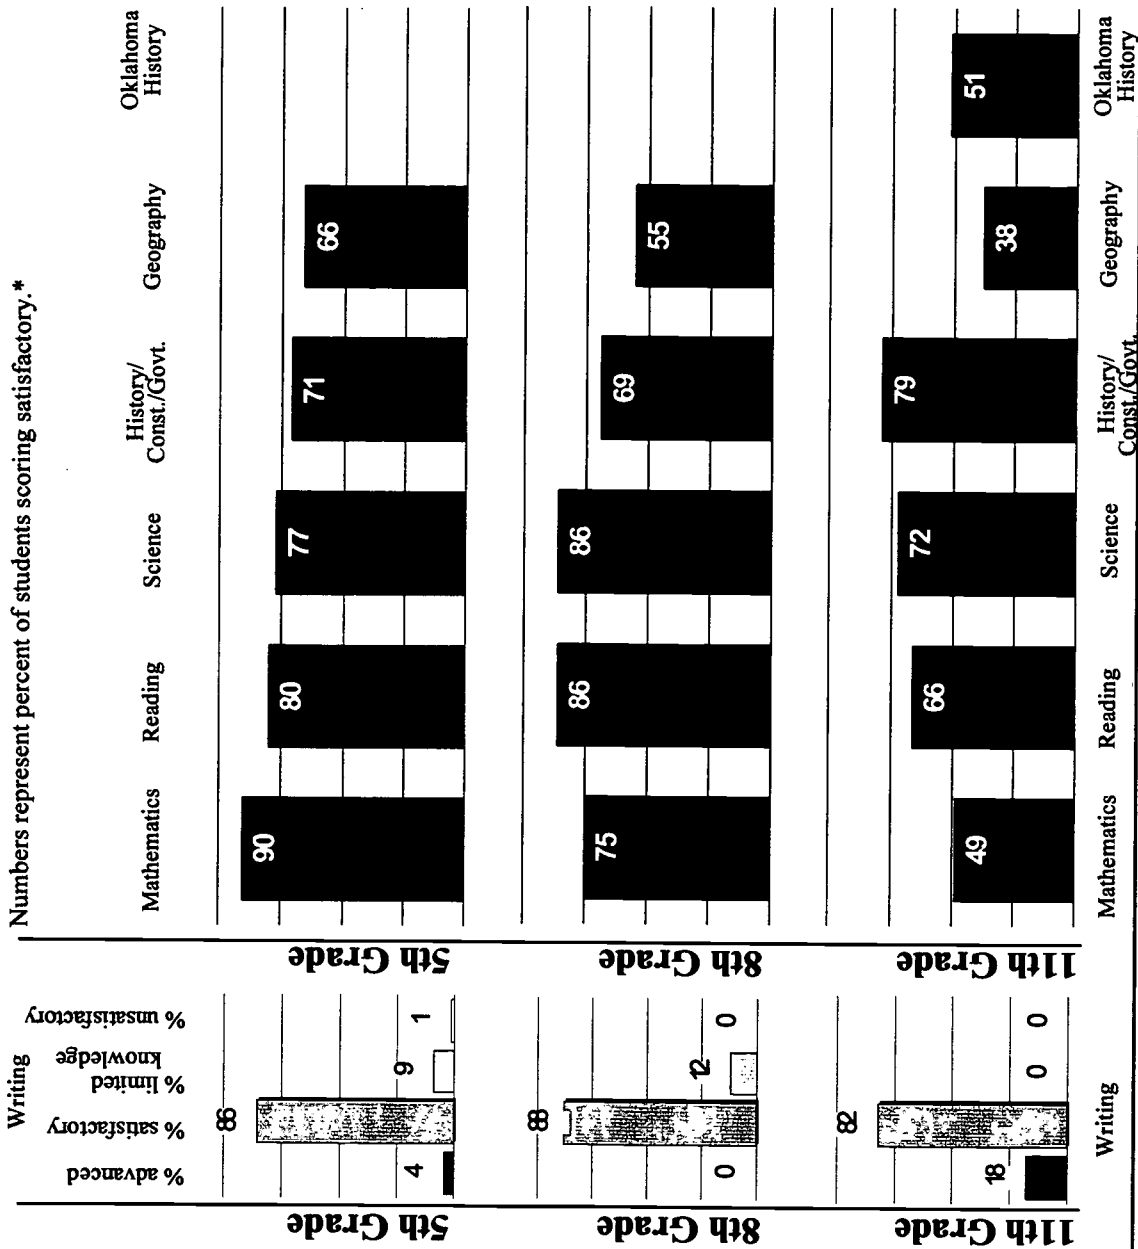 Numbers represent percent of students scoring satisfactory.*
Writing
% advanced
% satisfactory
% limited
knowledge
% unsatisfactory
Mathematics
Reading
Science
History/
Const./Govt.
Geography
Oklahoma
History
5th Grade
4
86
9
1
5th Grade
90
80
77
71
66
8th Grade
0
88
12
0
8th Grade
75
86
86
69
55
11th Grade
18
82
0
0
11th Grade
49
66
72
79
38
51
Writing
Mathematics
Reading
Science
History/
Const./Govt.
Geography
Oklahoma
History